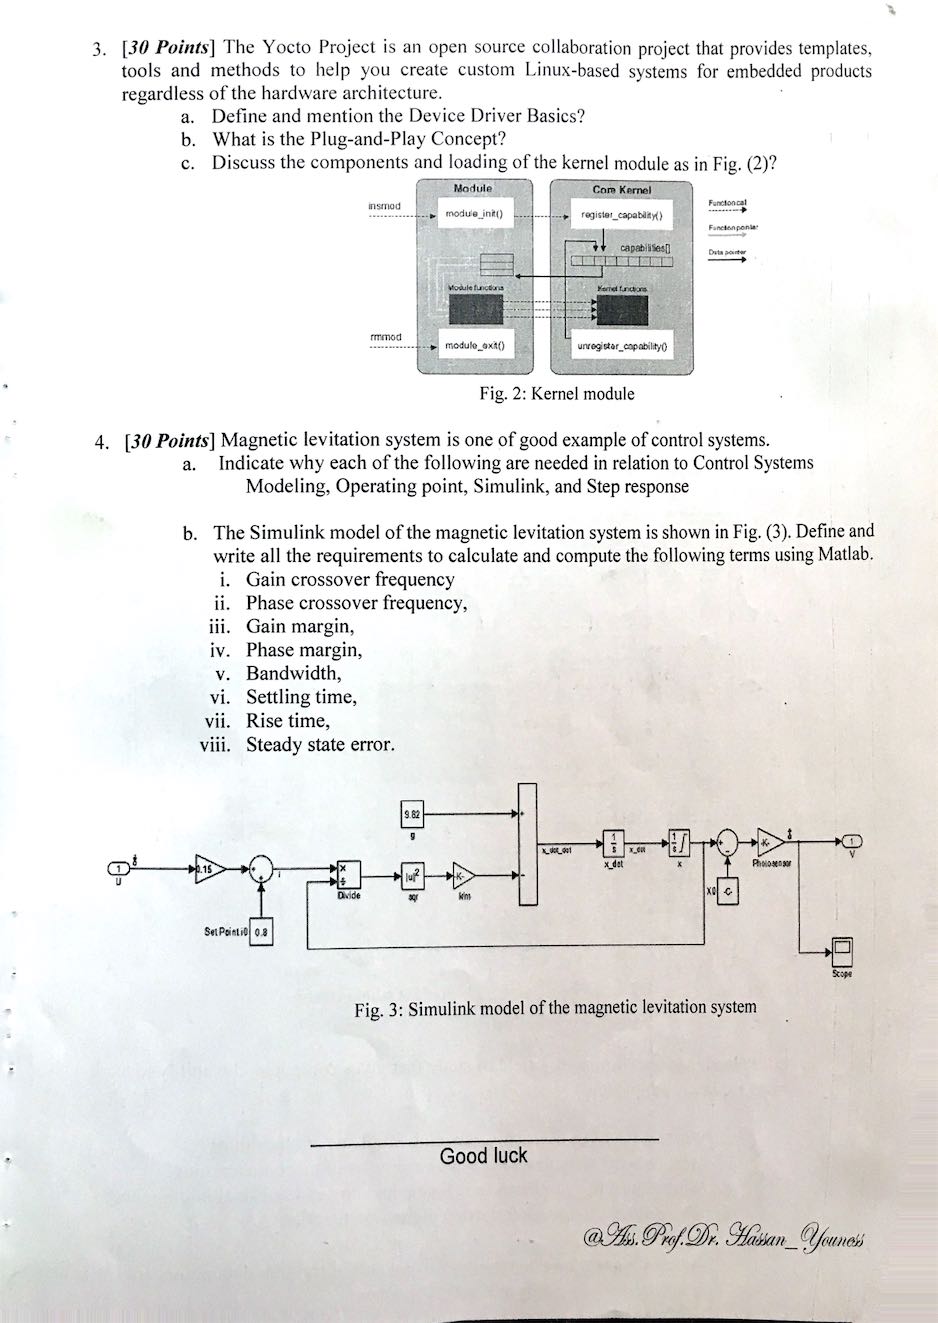 3. [30 Points] The Yocto Project is an open source collaboration project that provides templates,
tools and methods to help you create custom Linux-based systems for embedded products
regardless of the hardware architecture.
a. Define and mention the Device Driver Basics?
b. What is the Plug-and-Play Concept?
c. Discuss the components and loading of the kernel module as in Fig. (2)?
Module
Core Kernel
insmod
module_init()
register_capability()
Function call
Function pointer
Data pointer
capabilities[]
Module functions
Kernel functions
rmmod
module_exit()
unregister_capability()
Fig. 2: Kernel module
4. [30 Points] Magnetic levitation system is one of good example of control systems.
a. Indicate why each of the following are needed in relation to Control Systems
Modeling, Operating point, Simulink, and Step response
b. The Simulink model of the magnetic levitation system is shown in Fig. (3). Define and
write all the requirements to calculate and compute the following terms using Matlab.
i. Gain crossover frequency
ii. Phase crossover frequency,
iii. Gain margin,
iv. Phase margin,
v. Bandwidth,
vi. Settling time,
vii. Rise time,
viii. Steady state error.
9.82
g
1
U
0.15
i
Divide
|u|²
sqr
-K-
k/m
x_dot_dot
1
s
x_dot
x_dot
1
s
x
X0
-C-
-K-
Photosensor
1
V
Set Point i0
0.8
Scope
Fig. 3: Simulink model of the magnetic levitation system
Good luck
@Ass.Prof.Dr. Hassan_Youness